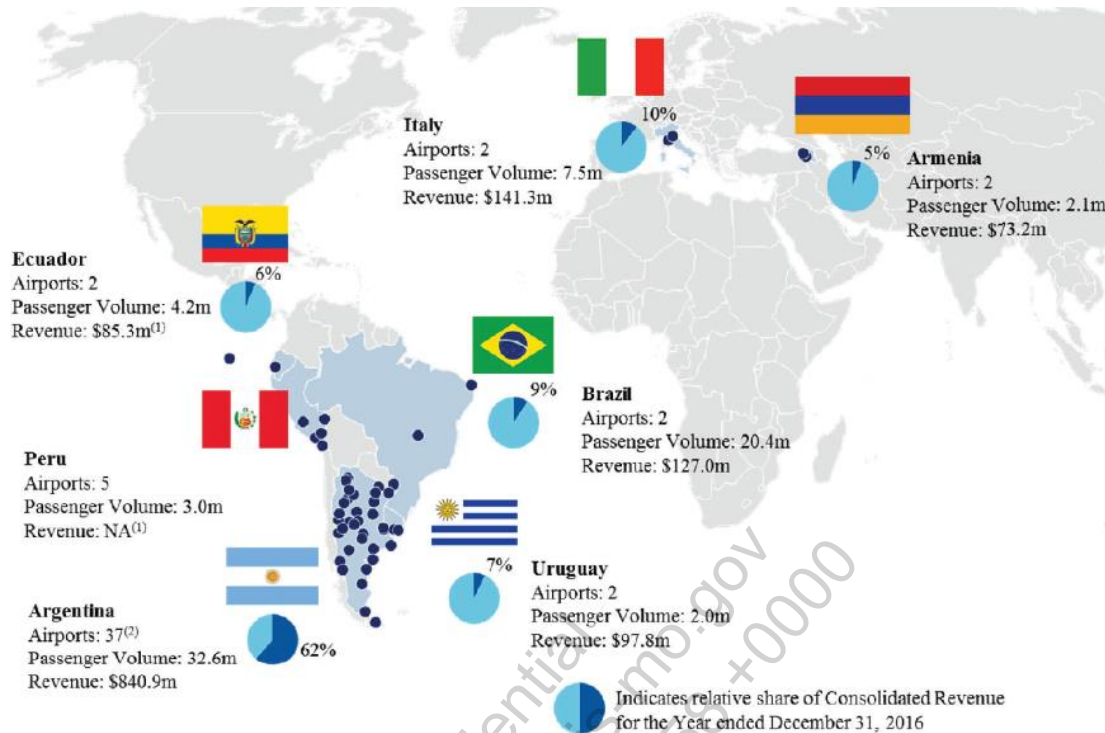 10%
Italy
Airports: 2
Passenger Volume: 7.5m
Revenue: $141.3m
5%
Armenia
Airports: 2
Passenger Volume: 2.1m
Revenue: $73.2m
Ecuador
6%
Airports: 2
Passenger Volume: 4.2m
Revenue: $85.3m(1)
9%
Brazil
Airports: 2
Passenger Volume: 20.4m
Revenue: $127.0m
Peru
Airports: 5
Passenger Volume: 3.0m
Revenue: NA(1)
7%
Uruguay
Airports: 2
Passenger Volume: 2.0m
Revenue: $97.8m
Argentina
Airports: 37(2)
62%
Passenger Volume: 32.6m
Revenue: $840.9m
Indicates relative share of Consolidated Revenue
for the Year ended December 31, 2016
+0000